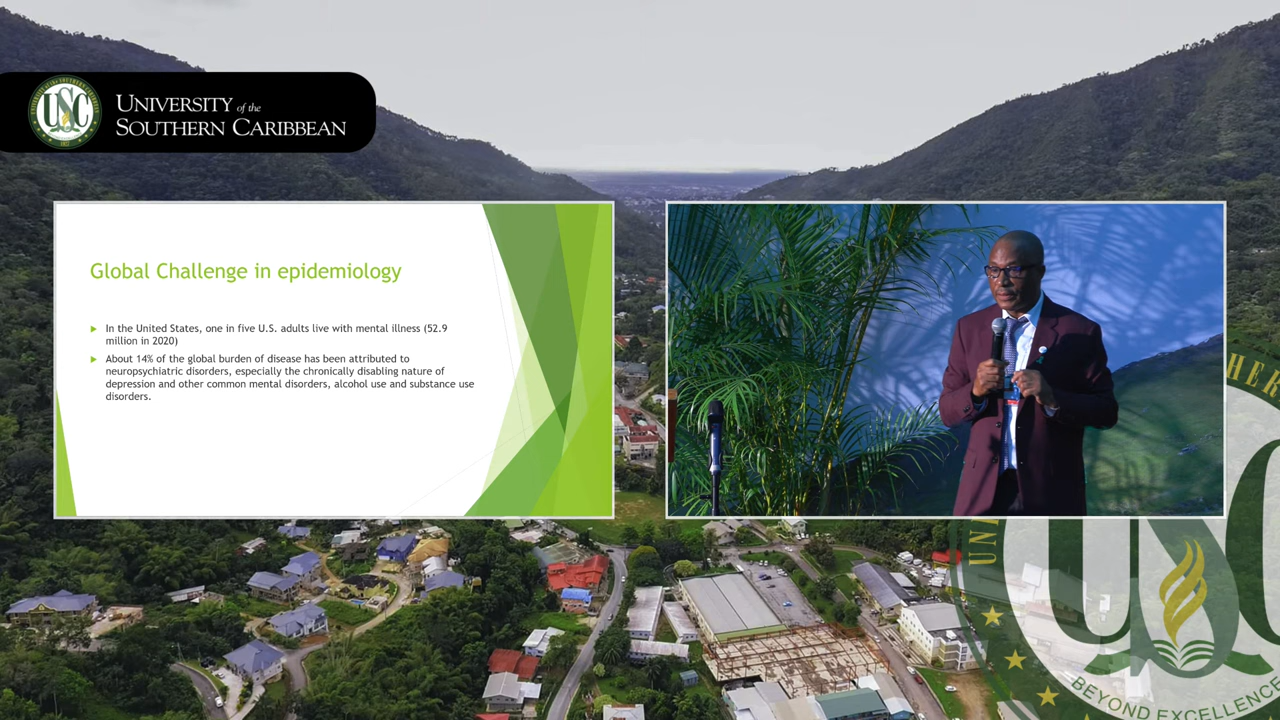 USC
UNIVERSITY of the
SOUTHERN CARIBBEAN
Global Challenge in epidemiology
In the United States, one in five U.S. adults live with mental illness (52.9
million in 2020)
About 14% of the global burden of disease has been attributed to
neuropsychiatric disorders, especially the chronically disabling nature of
depression and other common mental disorders, alcohol use and substance use
disorders.
BEYOND EXCELLENCE